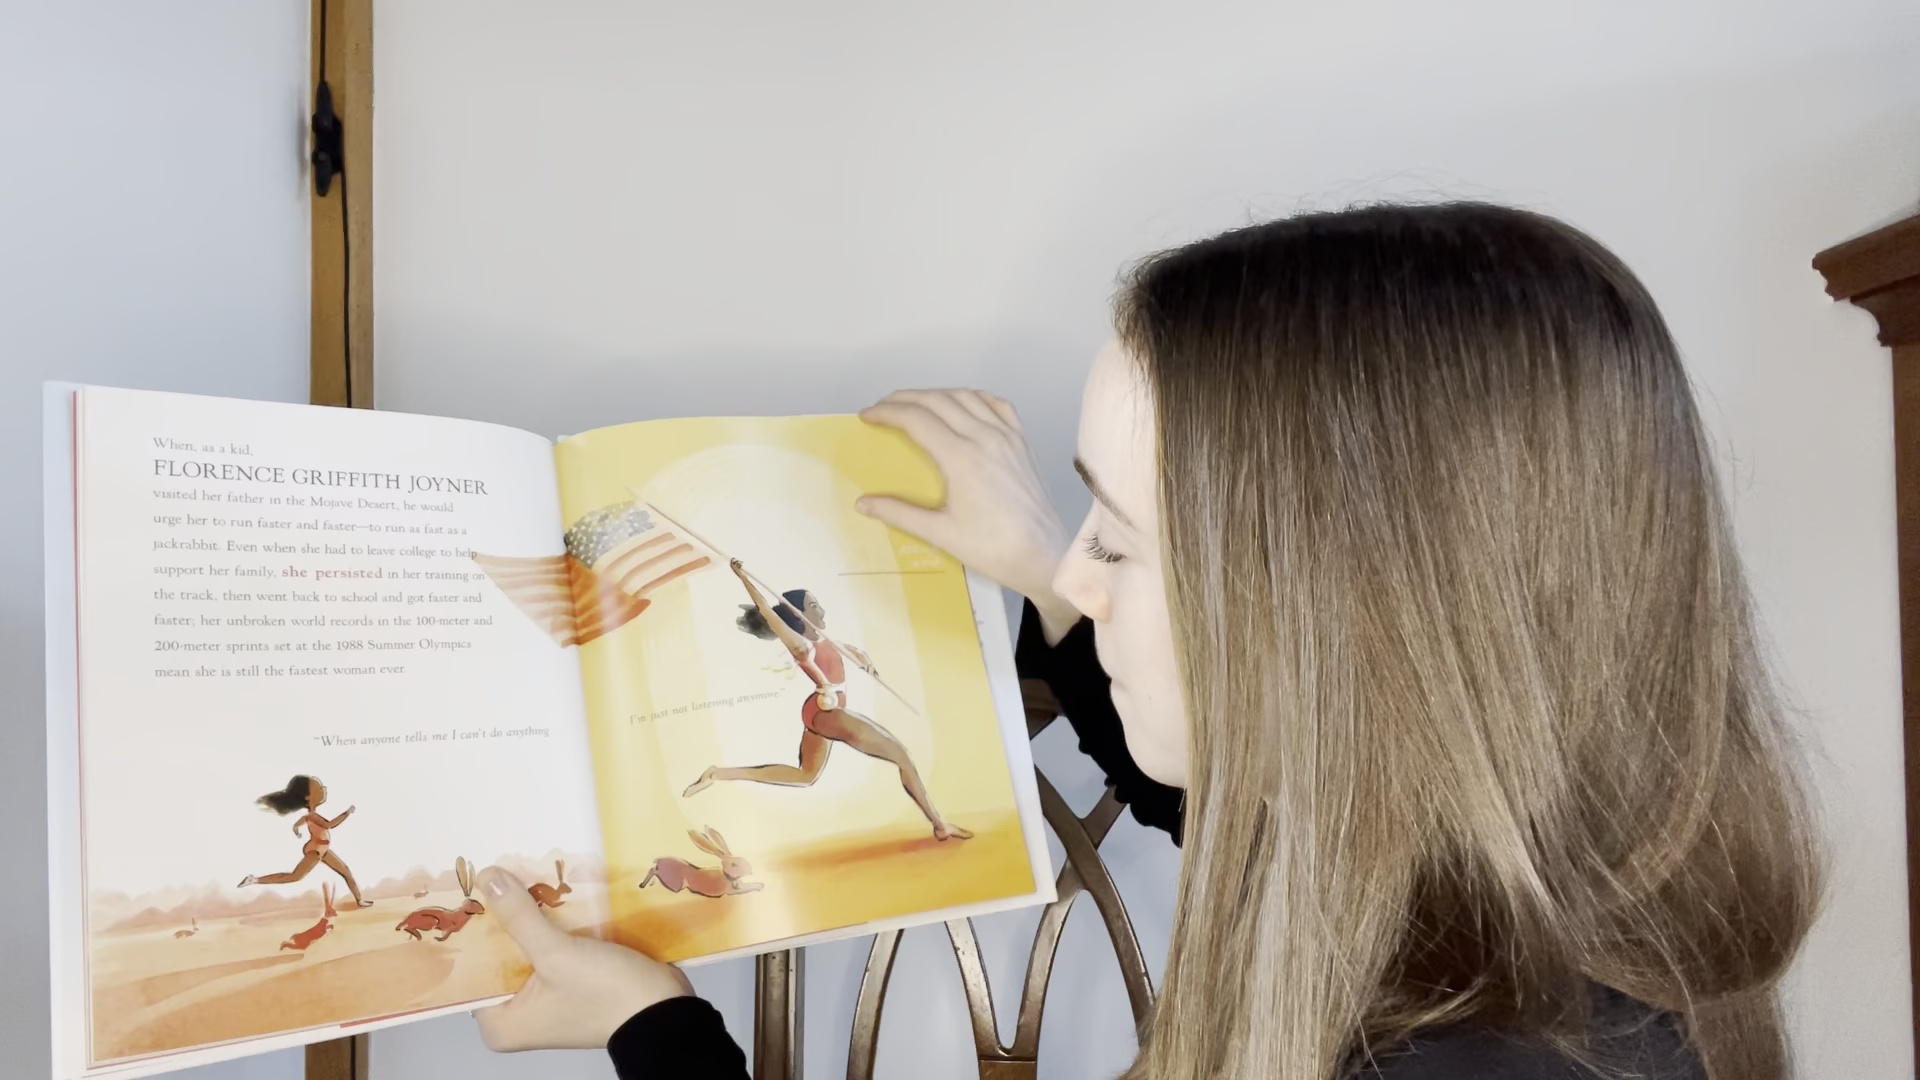 When, as a kid,
FLORENCE GRIFFITH JOYNER
visited her father in the Mojave Desert, he would
urge her to run faster and faster—to run as fast as a
jackrabbit. Even when she had to leave college to help
support her family, she persisted in her training on
the track, then went back to school and got faster and
faster; her unbroken world records in the 100-meter and
200-meter sprints set at the 1988 Summer Olympics
mean she is still the fastest woman ever.
"When anyone tells me I can't do anything
I'm just not listening anymore."